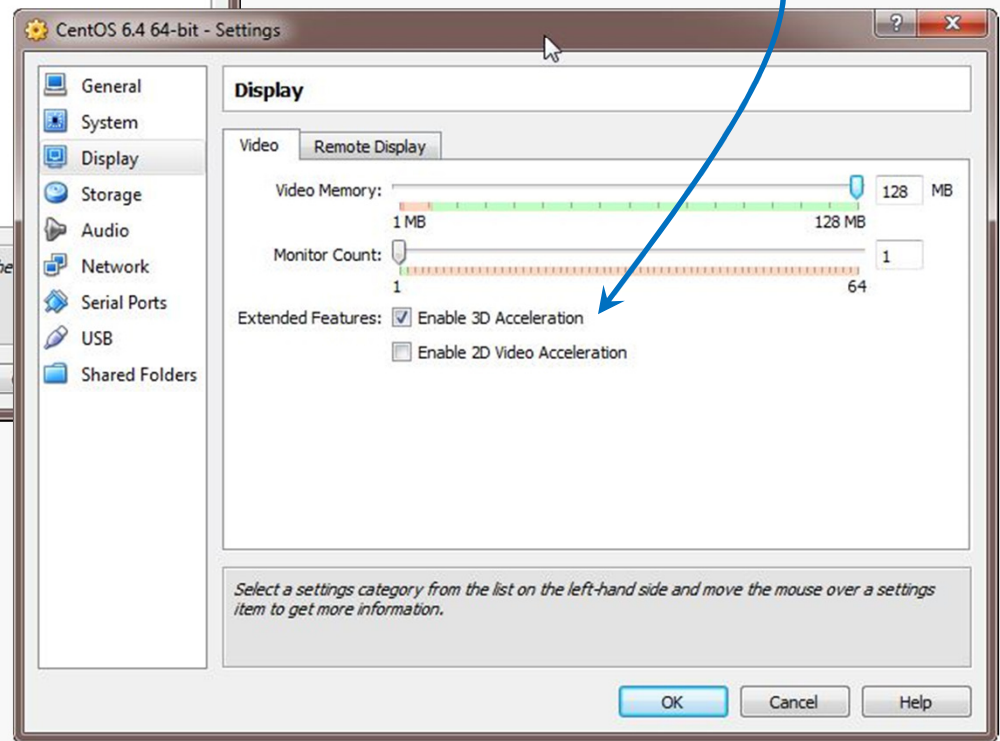 CentOS 6.4 64-bit - Settings
General
System
Display
Storage
Audio
Network
Serial Ports
USB
Shared Folders
Display
Video
Remote Display
Video Memory:
128 MB
1 MB
128 MB
Monitor Count:
1
1
64
Extended Features: Enable 3D Acceleration
Enable 2D Video Acceleration
Select a settings category from the list on the left-hand side and move the mouse over a settings
item to get more information.
OK
Cancel
Help